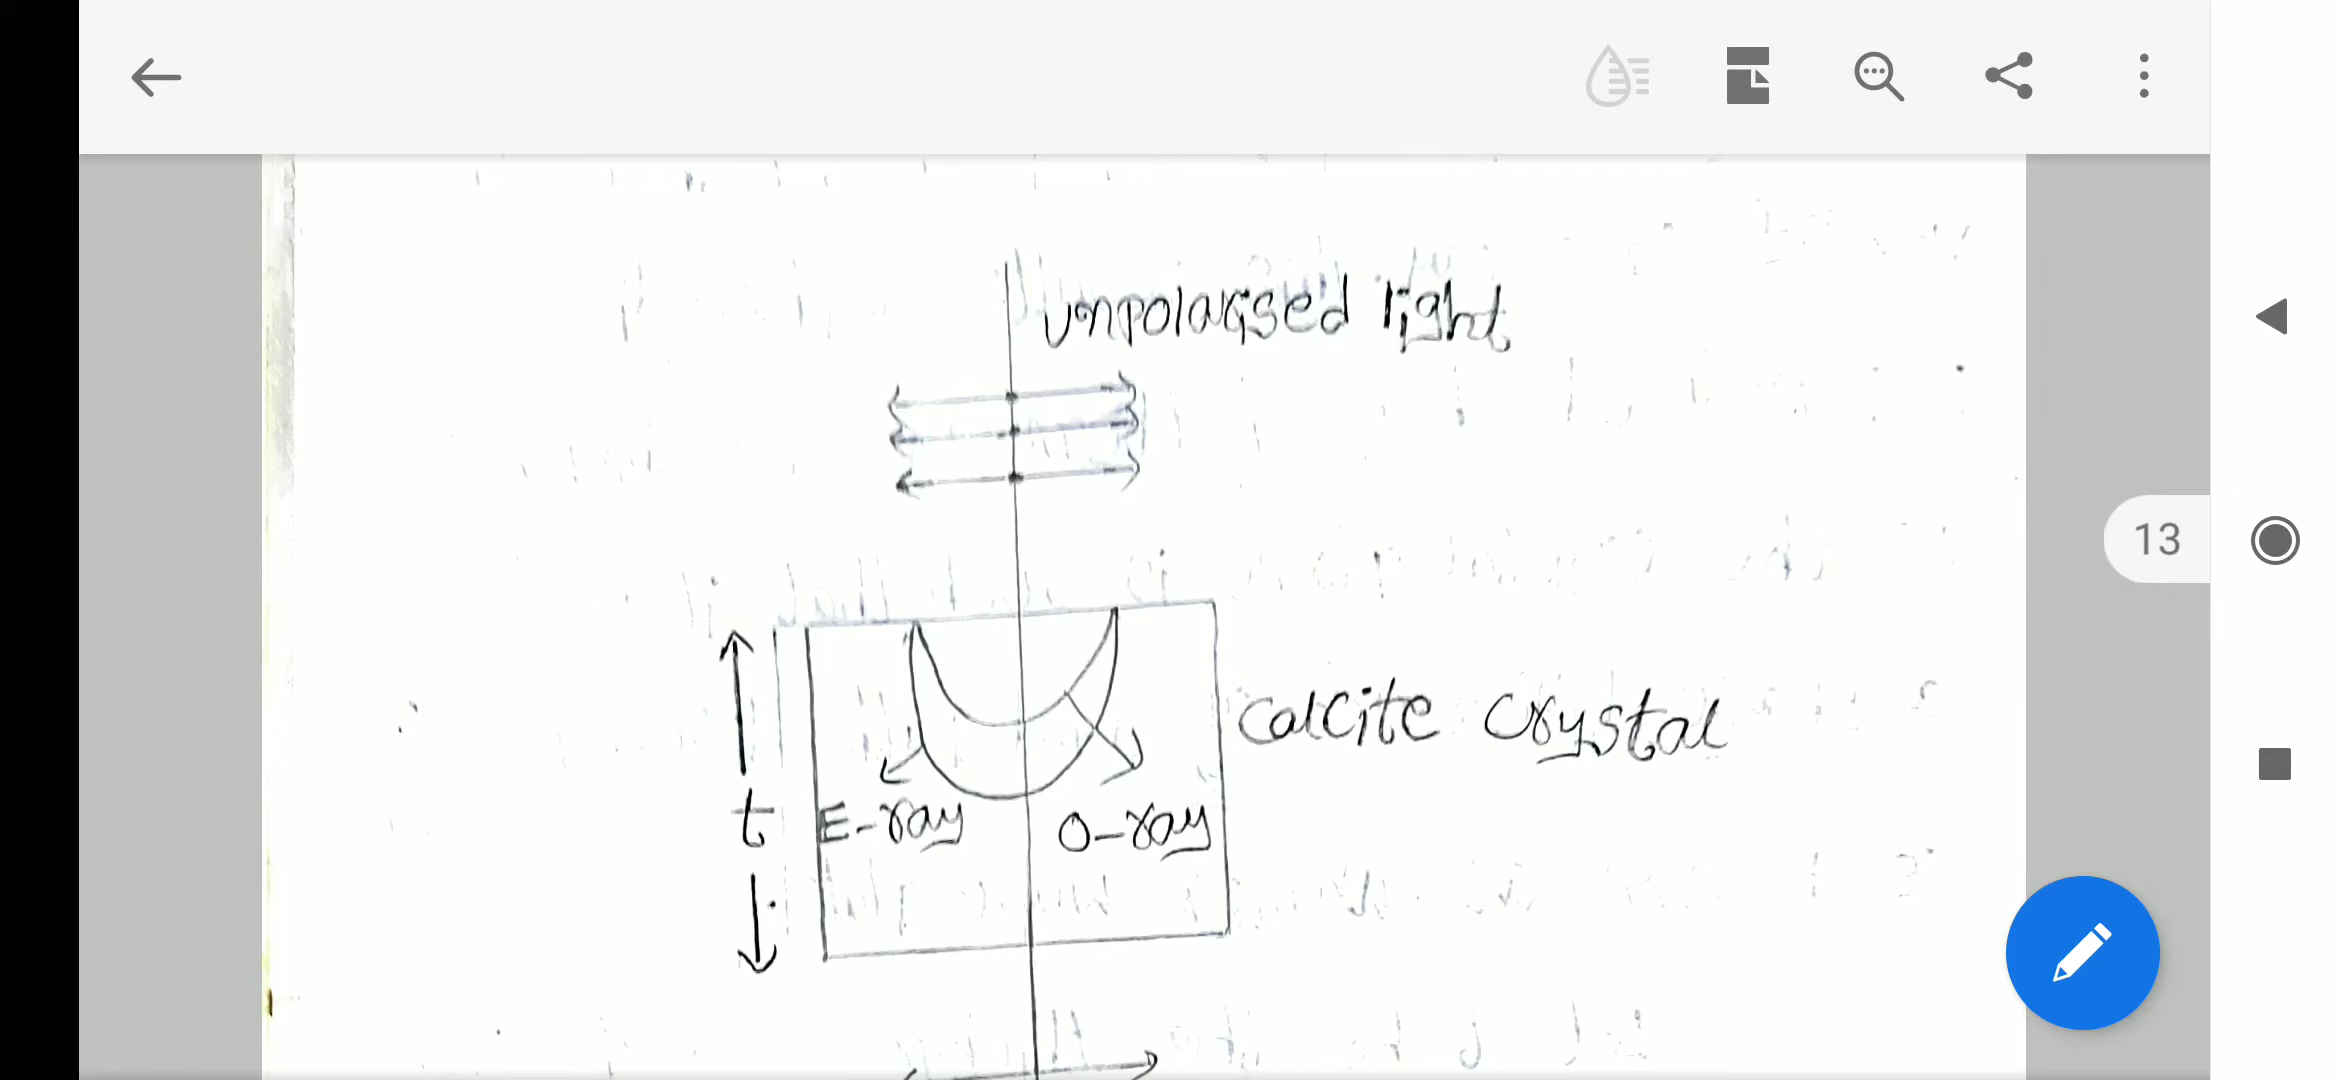 Unpolarised light
13
calcite crystal
t
E-ray
O-ray